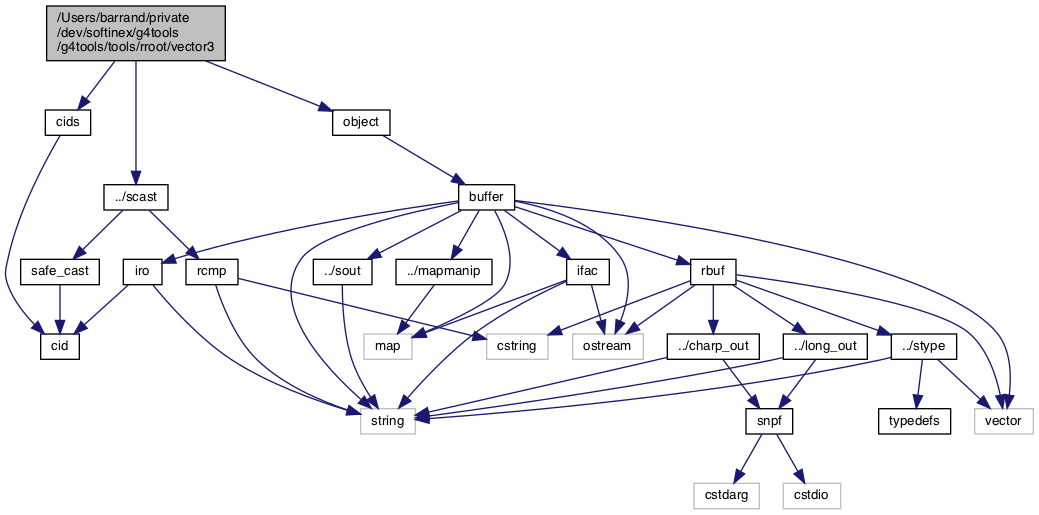 /Users/barrand/private
/dev/softinex/g4tools
/g4tools/tools/rroot/vector3
cids
object
../scast
buffer
safe_cast
iro
rcmp
../sout
../mapmanip
ifac
rbuf
cid
map
cstring
ostream
../charp_out
../long_out
../stype
string
snpf
typedefs
vector
cstdarg
cstdio